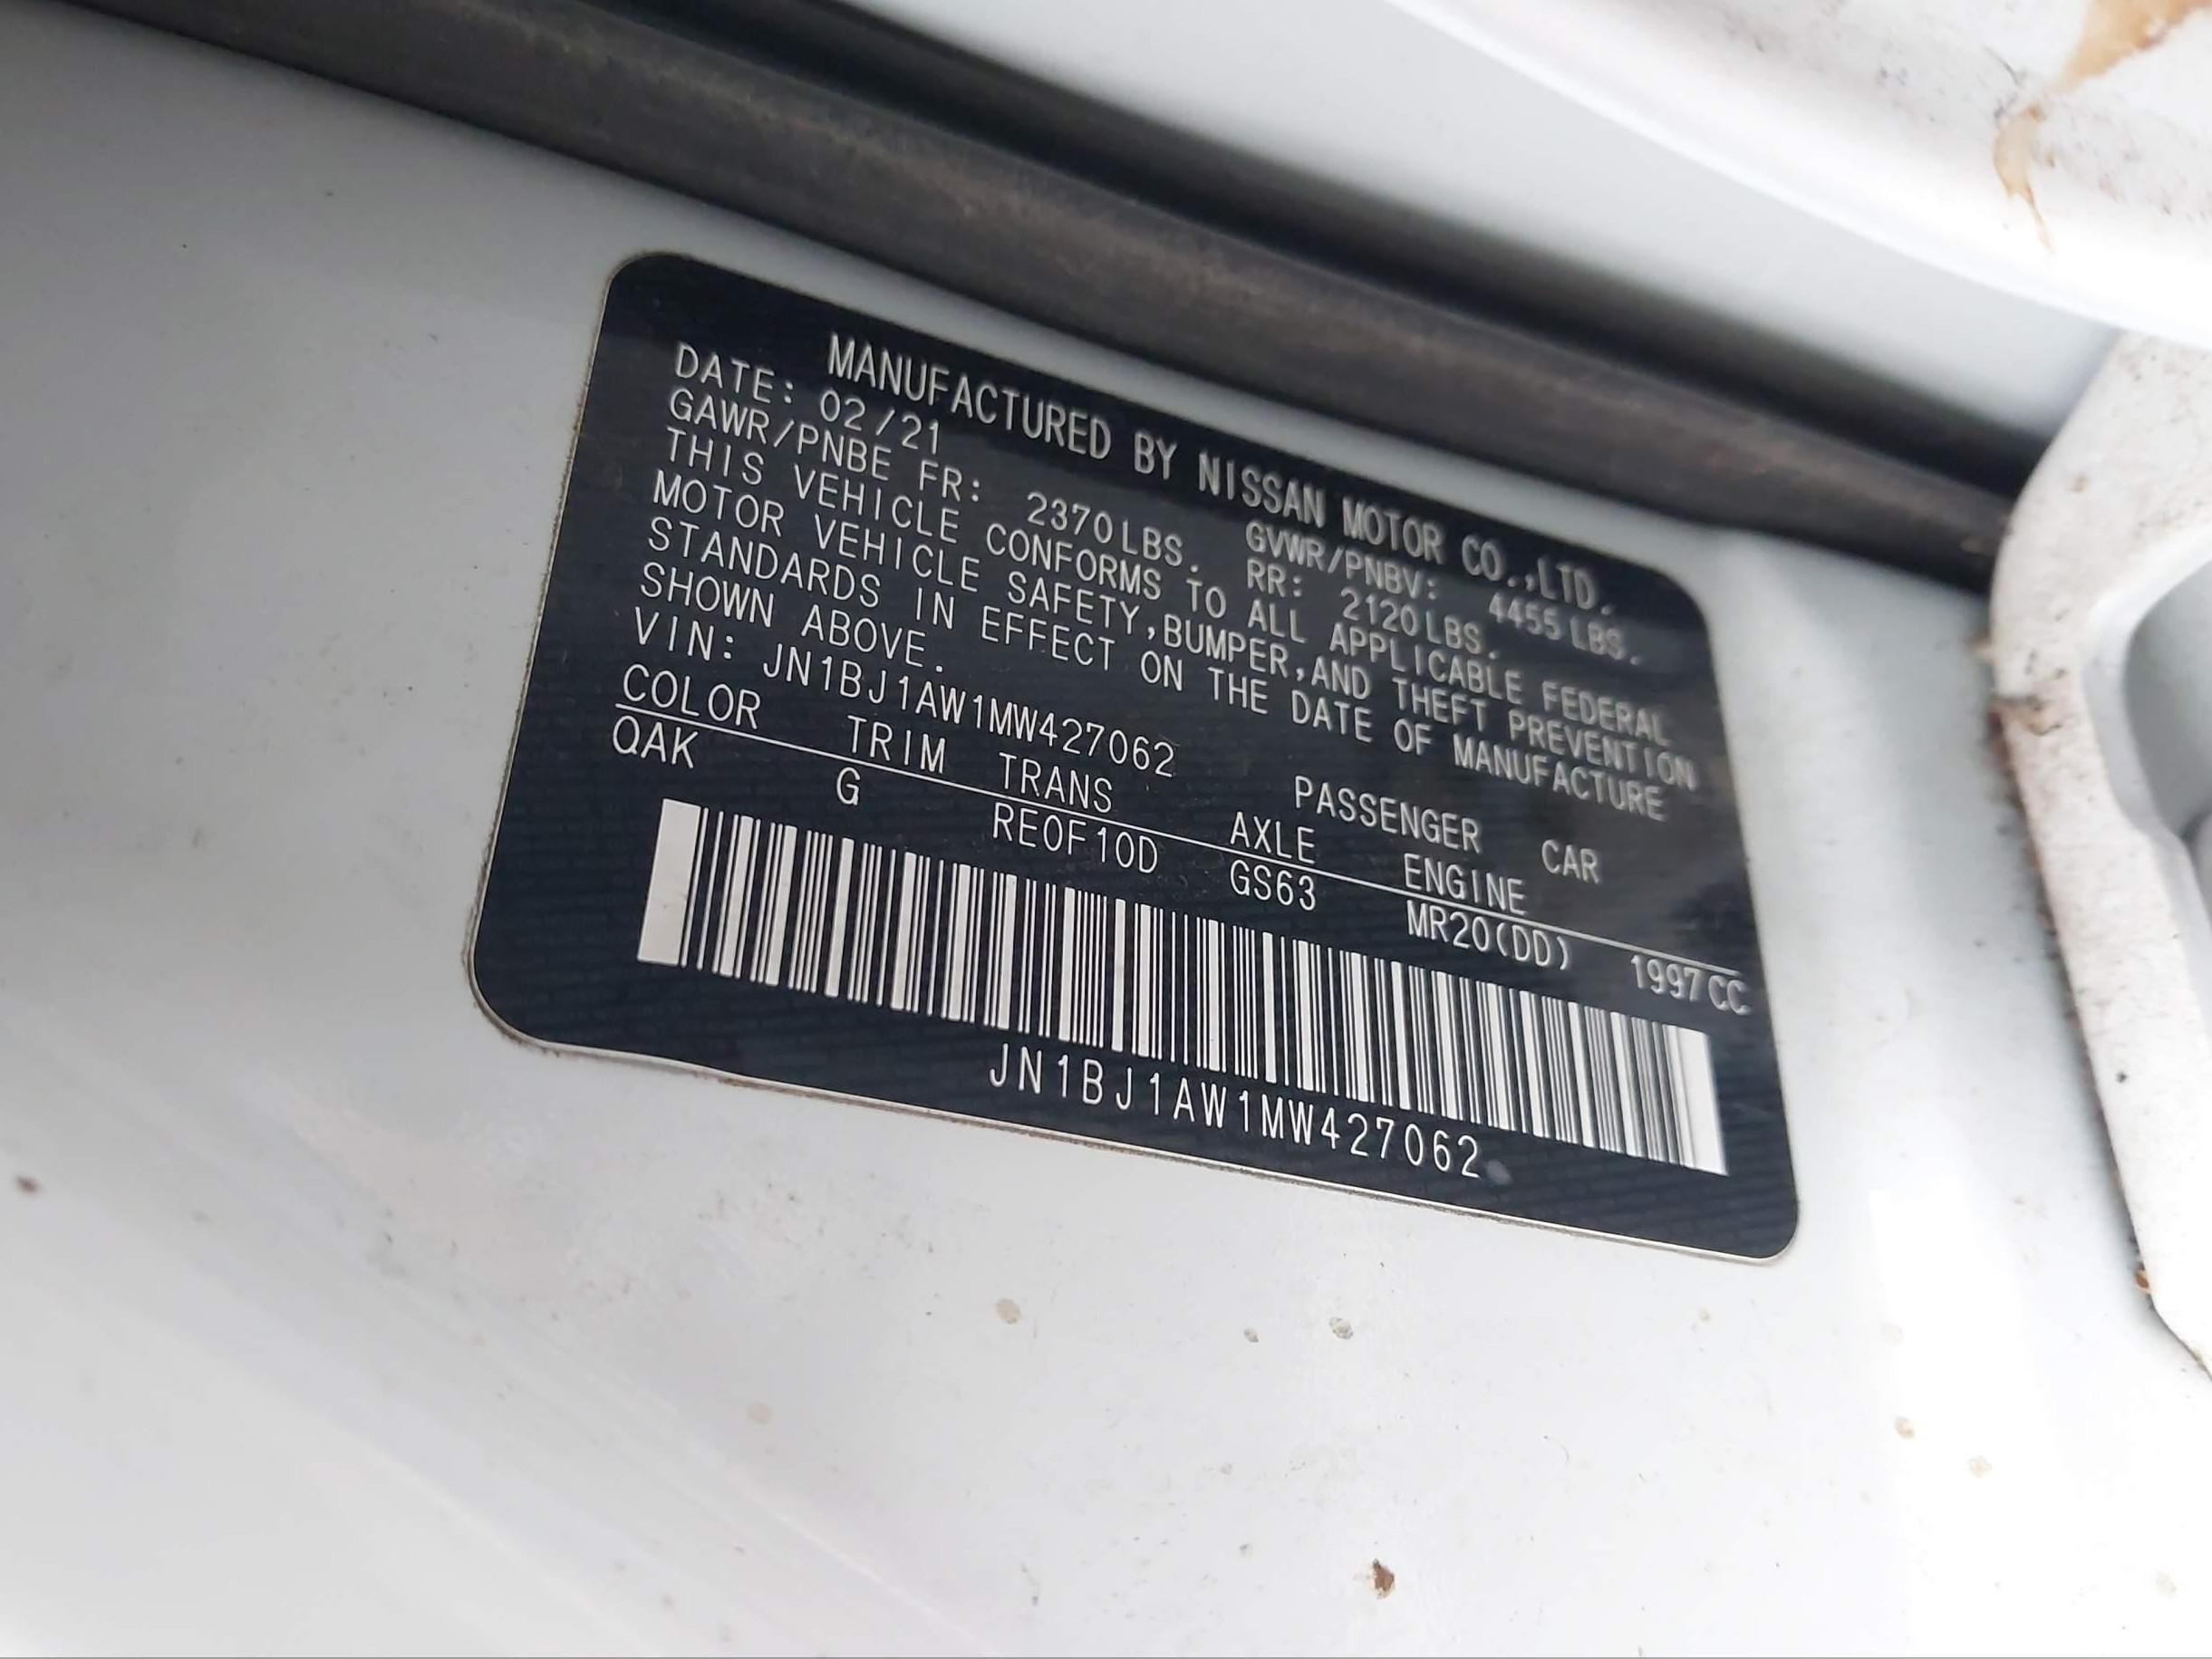 MANUFACTURED BY NISSAN MOTOR CO.,LTD.
DATE: 02/21 GVWR/PNBV: 4455LBS.
GAWR/PNBE FR: 2370LBS. RR: 2120LBS.
THIS VEHICLE CONFORMS TO ALL APPLICABLE FEDERAL
MOTOR VEHICLE SAFETY,BUMPER,AND THEFT PREVENTION
STANDARDS IN EFFECT ON THE DATE OF MANUFACTURE
SHOWN ABOVE.
VIN: JN1BJ1AW1MW427062 PASSENGER CAR
COLOR TRIM TRANS AXLE ENGINE
QAK G RE0F10D GS63 MR20(DD) 1997CC
JN1BJ1AW1MW427062